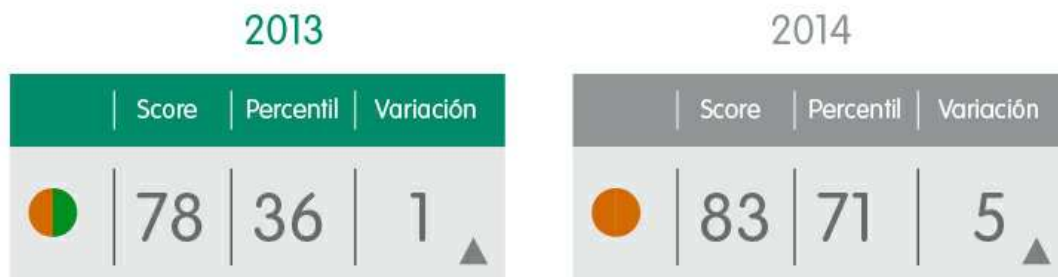 2013
Score Percentil Variación
78 36 1
2014
Score Percentil Variación
83 71 5